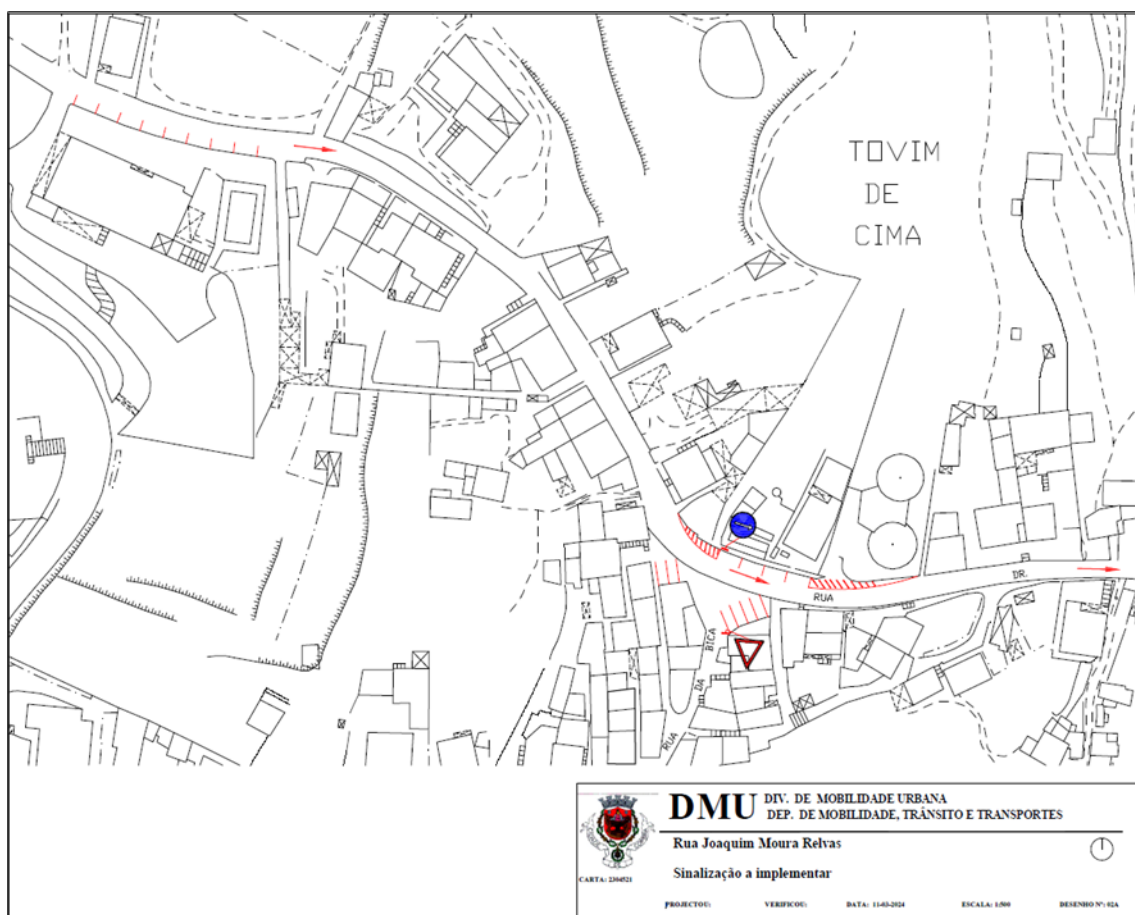 TOVIM
DE
CIMA
RUA
DR.
RUA DA BICA
DMU
DIV. DE MOBILIDADE URBANA
DEP. DE MOBILIDADE, TRÂNSITO E TRANSPORTES
Rua Joaquim Moura Relvas
Sinalização a implementar
CARTA: 2304521
PROJECTOU: VERIFICOU: DATA: 11-03-2024 ESCALA: 1:500 DESENHO Nº: 02A